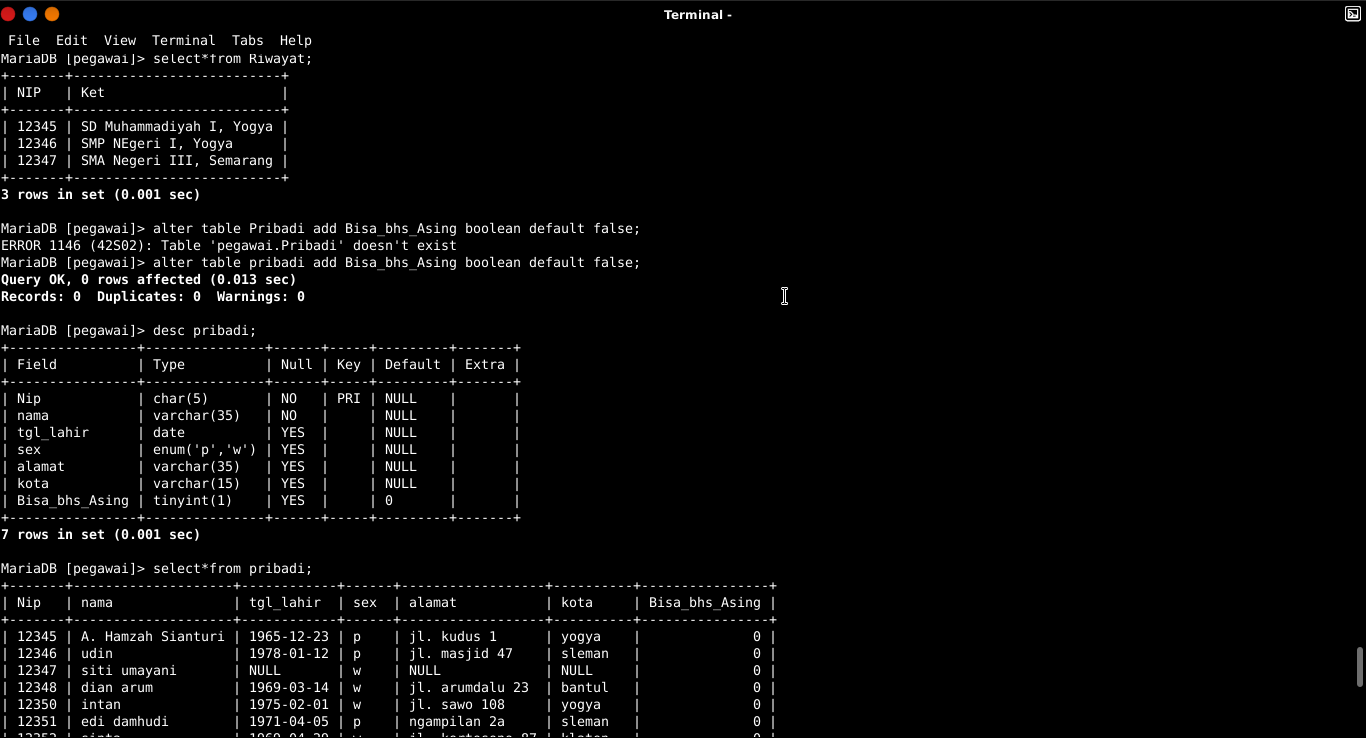 Terminal -
File Edit View Terminal Tabs Help
MariaDB [pegawai]> select*from Riwayat;
+-------+--------------------------+
| NIP   | Ket                      |
+-------+--------------------------+
| 12345 | SD Muhammadiyah I, Yogya |
| 12346 | SMP NEgeri I, Yogya      |
| 12347 | SMA Negeri III, Semarang |
+-------+--------------------------+
3 rows in set (0.001 sec)
MariaDB [pegawai]> alter table Pribadi add Bisa_bhs_Asing boolean default false;
ERROR 1146 (42S02): Table 'pegawai.Pribadi' doesn't exist
MariaDB [pegawai]> alter table pribadi add Bisa_bhs_Asing boolean default false;
Query OK, 0 rows affected (0.013 sec)
Records: 0  Duplicates: 0  Warnings: 0
MariaDB [pegawai]> desc pribadi;
+----------------+---------------+------+-----+---------+-------+
| Field          | Type          | Null | Key | Default | Extra |
+----------------+---------------+------+-----+---------+-------+
| Nip            | char(5)       | NO   | PRI | NULL    |       |
| nama           | varchar(35)   | NO   |     | NULL    |       |
| tgl_lahir      | date          | YES  |     | NULL    |       |
| sex            | enum('p','w') | YES  |     | NULL    |       |
| alamat         | varchar(35)   | YES  |     | NULL    |       |
| kota           | varchar(15)   | YES  |     | NULL    |       |
| Bisa_bhs_Asing | tinyint(1)    | YES  |     | 0       |       |
+----------------+---------------+------+-----+---------+-------+
7 rows in set (0.001 sec)
MariaDB [pegawai]> select*from pribadi;
+-------+--------------------+------------+------+-----------------+----------+----------------+
| Nip   | nama              | tgl_lahir  | sex  | alamat           | kota    | Bisa_bhs_Asing |
+-------+--------------------+------------+------+-----------------+----------+----------------+
| 12345 | A. Hamzah Sianturi | 1965-12-23 | p    | jl. kudus 1      | yogya   |              0 |
| 12346 | udin               | 1978-01-12 | p    | jl. masjid 47    | sleman  |              0 |
| 12347 | siti umayani       | NULL       | w    | NULL             | NULL    |              0 |
| 12348 | dian arum          | 1969-03-14 | w    | jl. arumdalu 23  | bantul  |              0 |
| 12350 | intan              | 1975-02-01 | w    | jl. sawo 108     | yogya   |              0 |
| 12351 | edi damhudi        | 1971-04-05 | p    | ngampilan 2a     | sleman  |              0 |